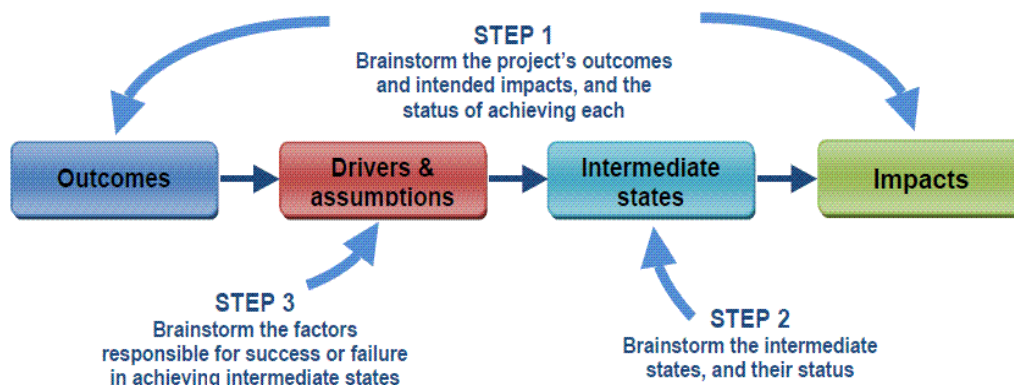 STEP 1
Brainstorm the project's outcomes
and intended impacts, and the
status of achieving each
Outcomes
Drivers &
assumptions
Intermediate
states
Impacts
STEP 3
Brainstorm the factors
responsible for success or failure
in achieving intermediate states
STEP 2
Brainstorm the intermediate
states, and their status